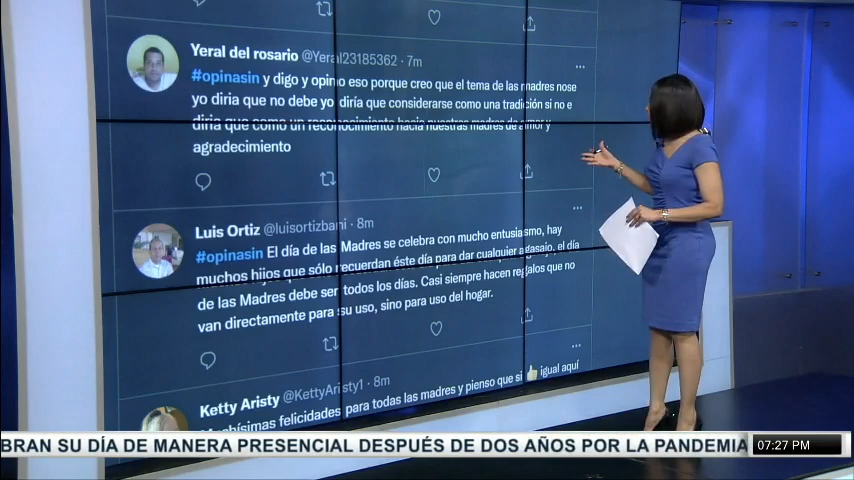 Yeral del rosario @Yeral23185362 · 7m
#opinasin y digo y opino eso porque creo que el tema de las madres nose
yo diria que no debe yo diría que considerarse como una tradición si no e
diria que como un reconocimiento hacia nuestras madres de amor y
agradecimiento
Luis Ortiz @luisortizbani · 8m
#opinasin El día de las Madres se celebra con mucho entusiasmo, hay
muchos hijos que sólo recuerdan éste día para dar cualquier agasajo, el día
de las Madres debe ser todos los días. Casi siempre hacen regalos que no
van directamente para su uso, sino para uso del hogar.
Ketty Aristy @KettyAristy1 · 8m
Muchísimas felicidades para todas las madres y pienso que si 👍 igual aquí
BRAN SU DÍA DE MANERA PRESENCIAL DESPUÉS DE DOS AÑOS POR LA PANDEMIA
07:27 PM